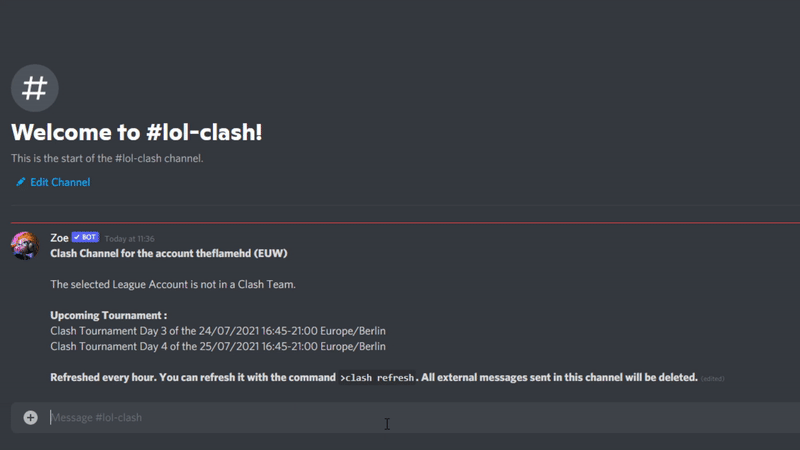 #
Welcome to #lol-clash!
This is the start of the #lol-clash channel.
Edit Channel
Zoe ✓ BOT Today at 11:36
Clash Channel for the account theflamehd (EUW)
The selected League Account is not in a Clash Team.
Upcoming Tournament :
Clash Tournament Day 3 of the 24/07/2021 16:45-21:00 Europe/Berlin
Clash Tournament Day 4 of the 25/07/2021 16:45-21:00 Europe/Berlin
Refreshed every hour. You can refresh it with the command >clash refresh. All external messages sent in this channel will be deleted. (edited)
Message #lol-clash